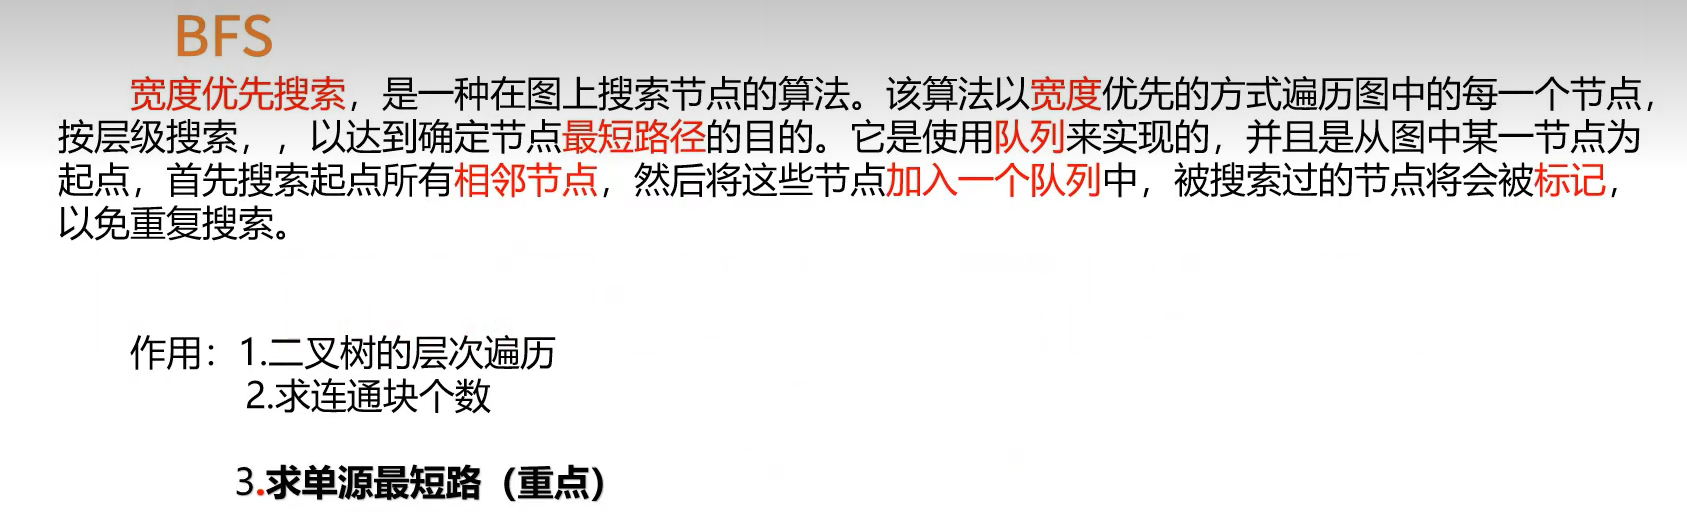 BFS
宽度优先搜索，是一种在图上搜索节点的算法。该算法以宽度优先的方式遍历图中的每一个节点，
按层级搜索，，以达到确定节点最短路径的目的。它是使用队列来实现的，并且是从图中某一节点为
起点，首先搜索起点所有相邻节点，然后将这些节点加入一个队列中，被搜索过的节点将会被标记，
以免重复搜索。
作用：1.二叉树的层次遍历
2.求连通块个数
3.求单源最短路（重点）